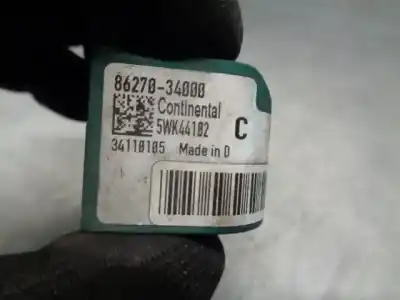 86270-34000
Continental
5WK44102 C
34110105 Made in D